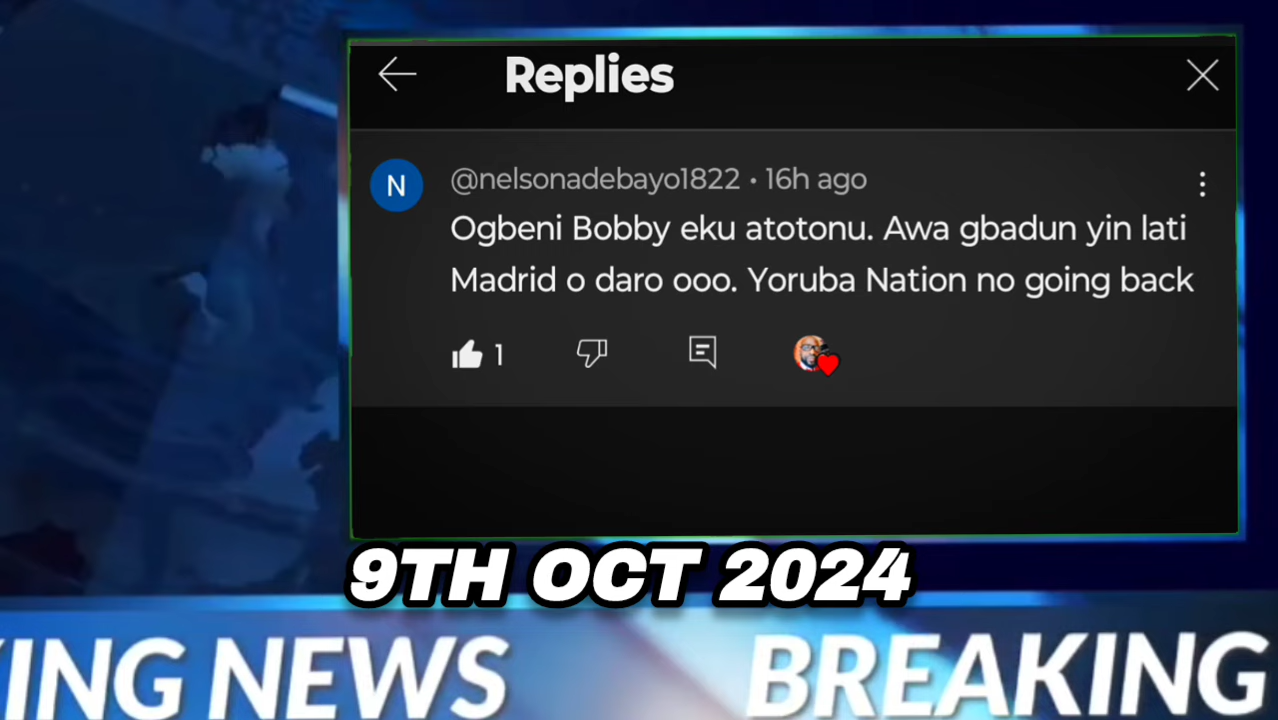 Replies
N
@nelsonadebayo1822 • 16h ago
Ogbeni Bobby eku atotonu. Awa gbadun yin lati
Madrid o daro ooo. Yoruba Nation no going back
1
9TH OCT 2024
KING NEWS BREAKING